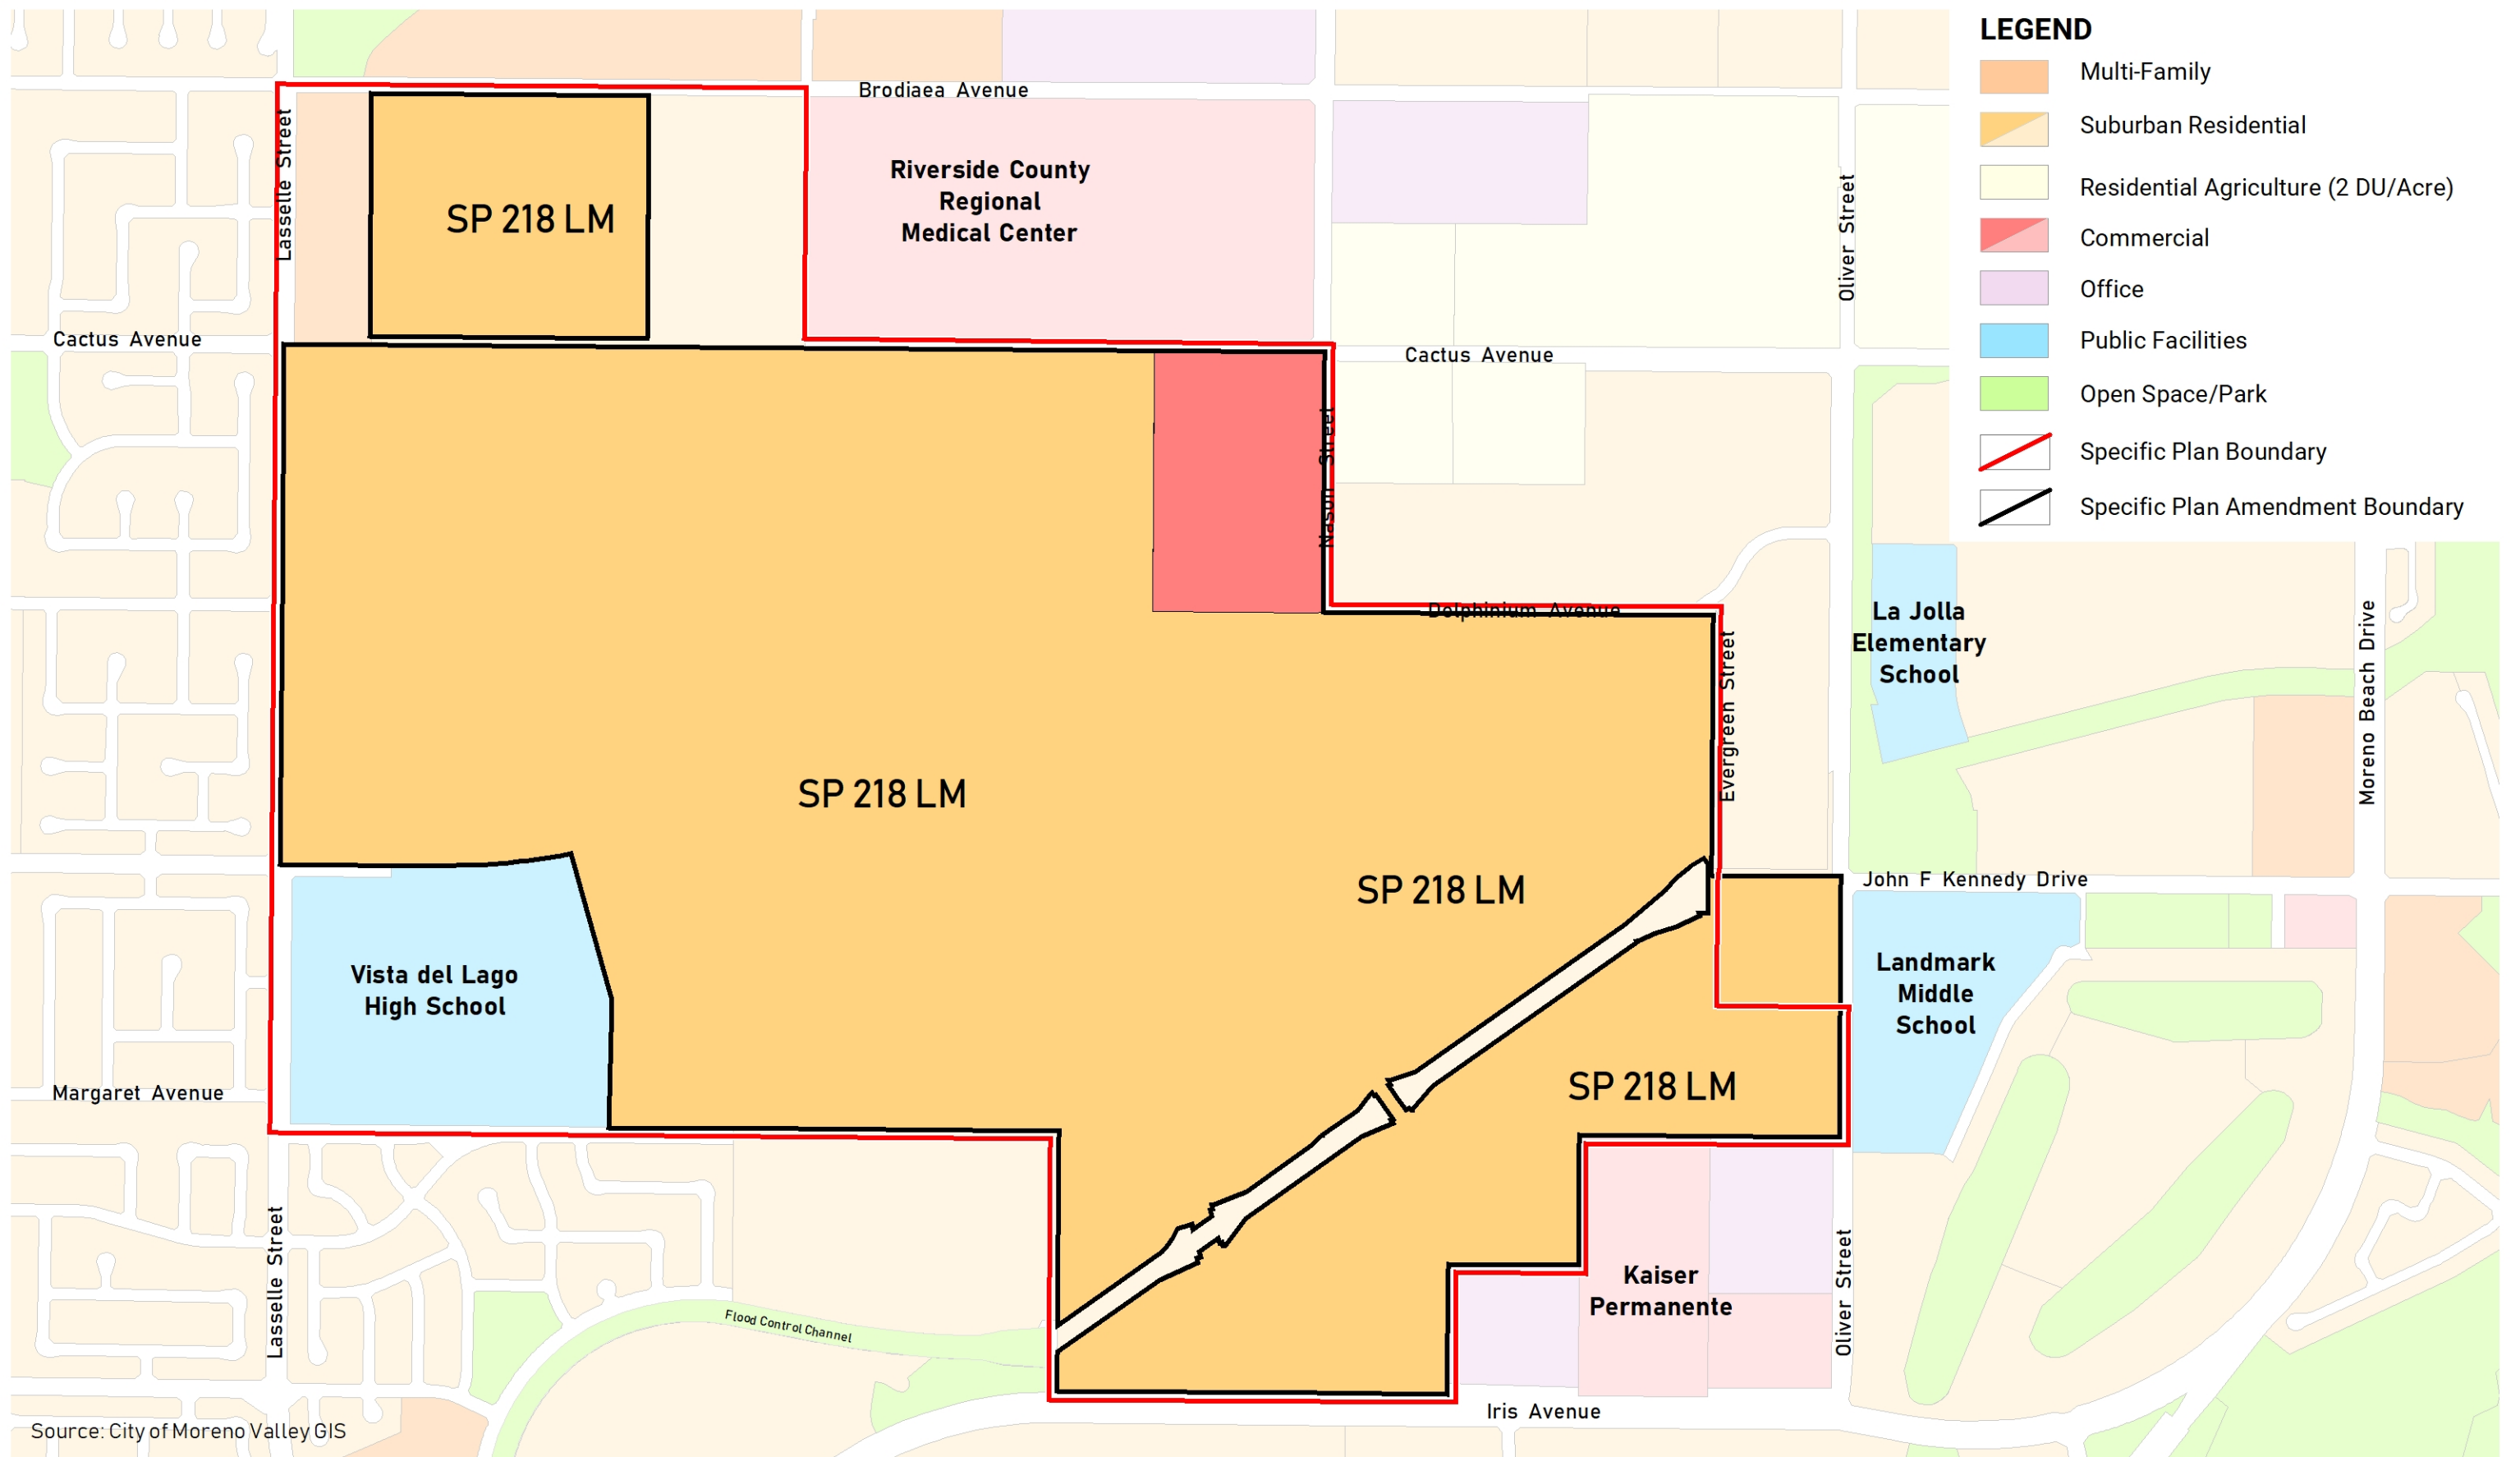 LEGEND
Multi-Family
Suburban Residential
Residential Agriculture (2 DU/Acre)
Commercial
Office
Public Facilities
Open Space/Park
Specific Plan Boundary
Specific Plan Amendment Boundary
Brodiaea Avenue
Lasselle Street
SP 218 LM
Riverside County
Regional
Medical Center
Oliver Street
Cactus Avenue
Cactus Avenue
Nason Street
Delphinium Avenue
Evergreen Street
La Jolla
Elementary
School
Moreno Beach Drive
SP 218 LM
SP 218 LM
John F Kennedy Drive
Vista del Lago
High School
Landmark
Middle
School
SP 218 LM
Margaret Avenue
Lasselle Street
Flood Control Channel
Kaiser
Permanente
Oliver Street
Iris Avenue
Source: City of Moreno Valley GIS